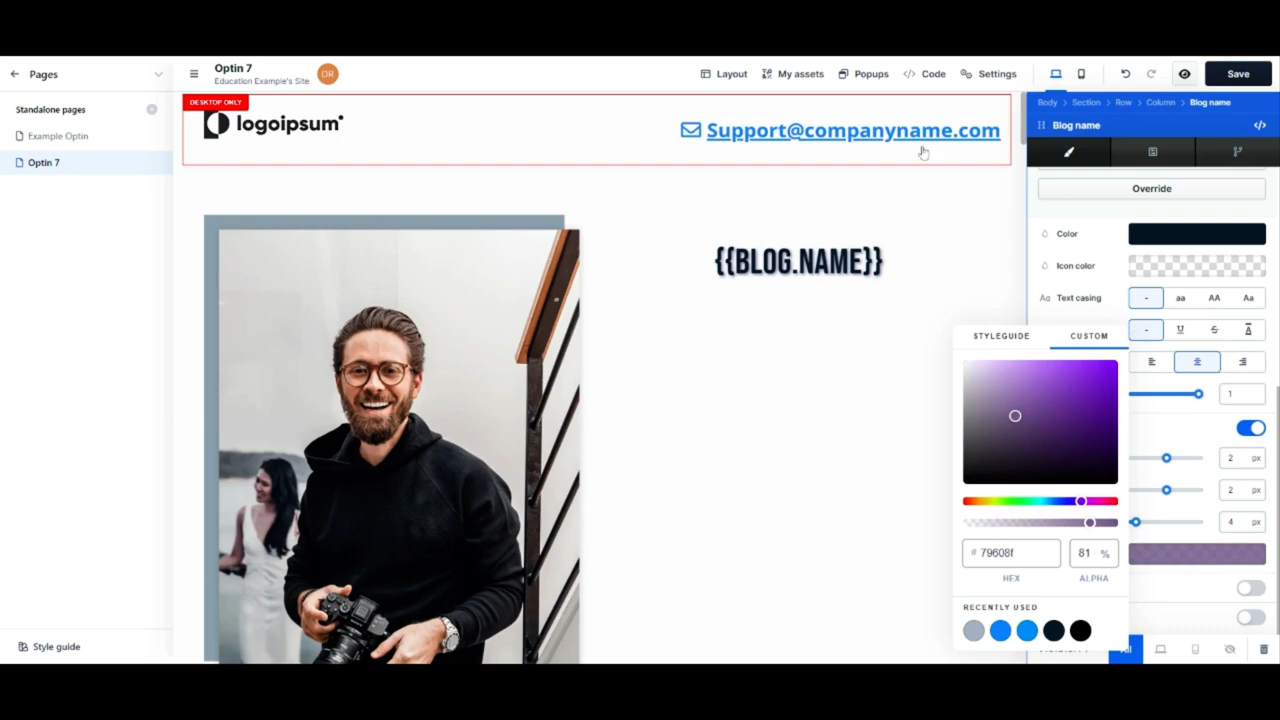 Pages
Standalone pages
Example Optin
Optin 7
Style guide
Optin 7
Education Example's Site
DR
Layout
My assets
Popups
Code
Settings
Save
DESKTOP ONLY
logoipsum
Support@companyname.com
{{BLOG.NAME}}
Body > Section > Row > Column > Blog name
Blog name
Override
Color
Icon color
Text casing
- aa AA Aa
-
1
2 px
2 px
4 px
STYLEGUIDE CUSTOM
# 79608f 81 %
HEX ALPHA
RECENTLY USED